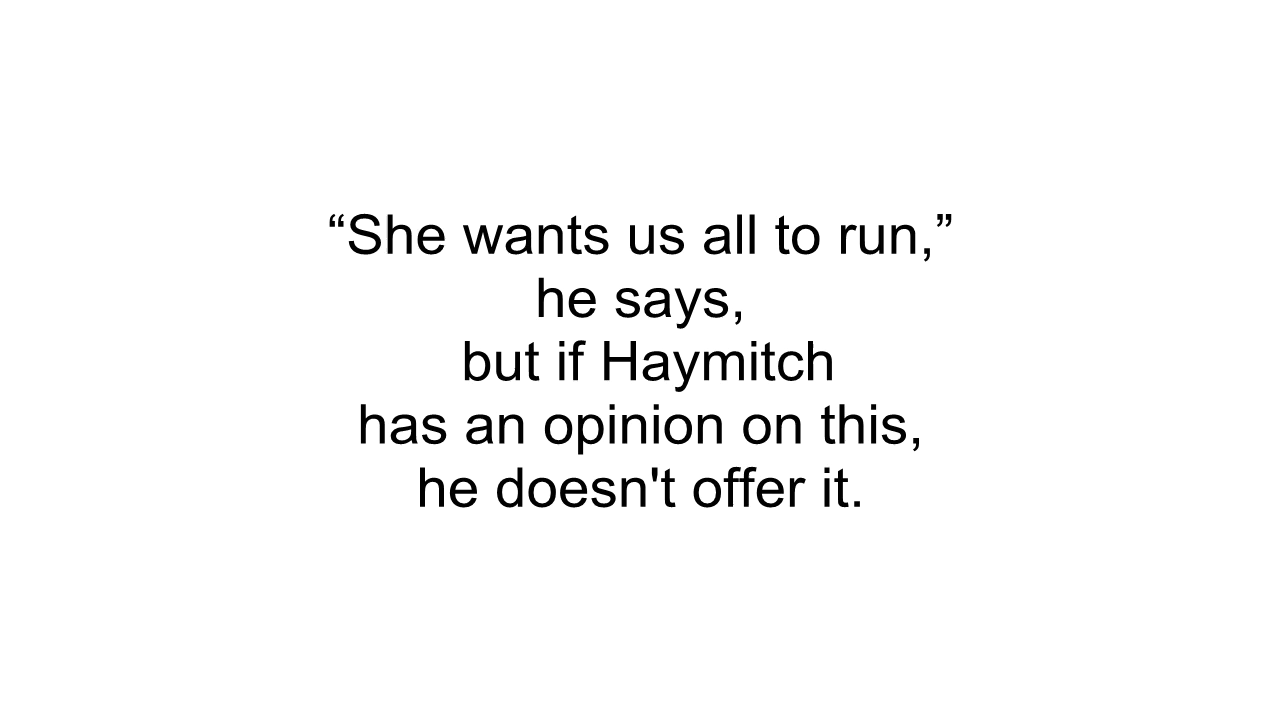 “She wants us all to run,”
he says,
but if Haymitch
has an opinion on this,
he doesn't offer it.